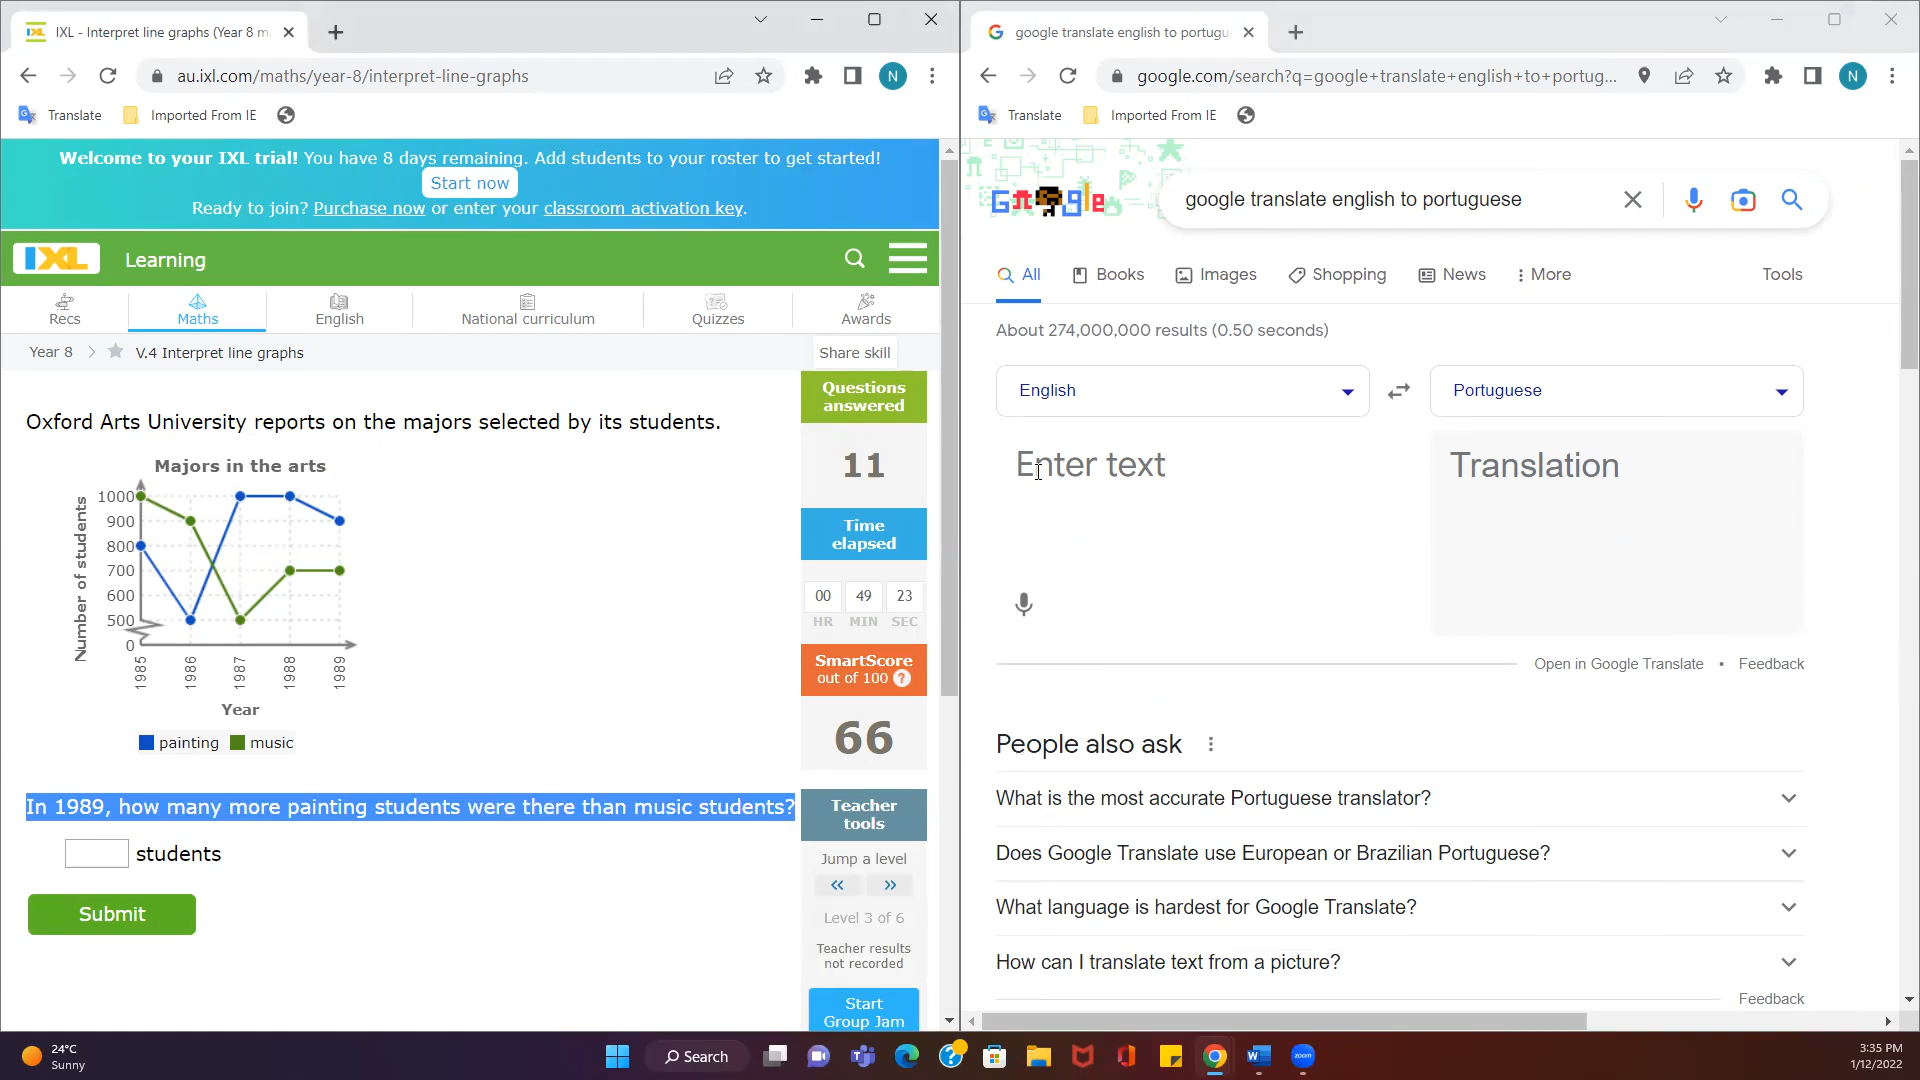 IXL - Interpret line graphs (Year 8 m
au.ixl.com/maths/year-8/interpret-line-graphs
N
Translate
Imported From IE
Welcome to your IXL trial! You have 8 days remaining. Add students to your roster to get started!
Start now
Ready to join? Purchase now or enter your classroom activation key.
IXL
Learning
Recs
Maths
English
National curriculum
Quizzes
Awards
Year 8
V.4 Interpret line graphs
Share skill
Oxford Arts University reports on the majors selected by its students.
Majors in the arts
Number of students
1000
900
800
700
600
500
0
1985
1986
1987
1988
1989
Year
painting
music
In 1989, how many more painting students were there than music students?
students
Submit
Questions
answered
11
Time
elapsed
00
49
23
HR
MIN
SEC
SmartScore
out of 100 ?
66
Teacher
tools
Jump a level
Level 3 of 6
Teacher results
not recorded
Start
Group Jam
google translate english to portugu
google.com/search?q=google+translate+english+to+portug...
N
Translate
Imported From IE
Google
google translate english to portuguese
All
Books
Images
Shopping
News
More
Tools
About 274,000,000 results (0.50 seconds)
English
Portuguese
Enter text
Translation
Open in Google Translate • Feedback
People also ask
What is the most accurate Portuguese translator?
Does Google Translate use European or Brazilian Portuguese?
What language is hardest for Google Translate?
How can I translate text from a picture?
Feedback
24°C
Sunny
Search
zoom
3:35 PM
1/12/2022